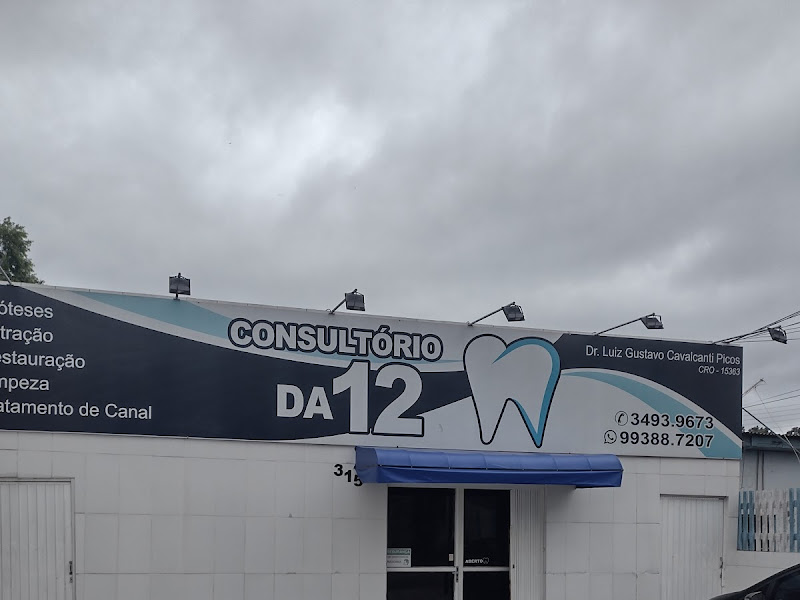 óteses
tração
estauração
mpeza
atamento de Canal
CONSULTÓRIO
DA 12
Dr. Luiz Gustavo Cavalcanti Picos
CRO - 15363
3493.9673
99388.7207
315
ABERTO